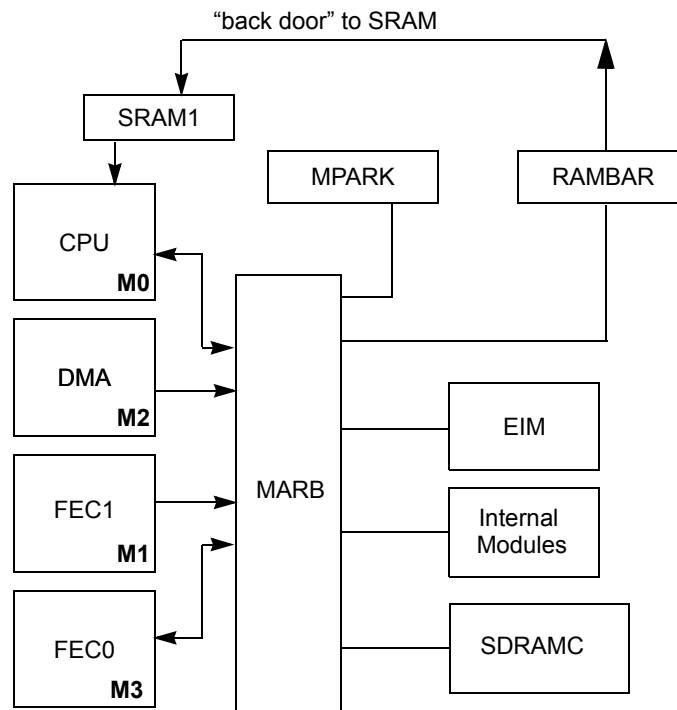 “back door” to SRAM
SRAM1
MPARK
RAMBAR
CPU
M0
DMA
M2
EIM
MARB
FEC1
M1
Internal
Modules
FEC0
M3
SDRAMC